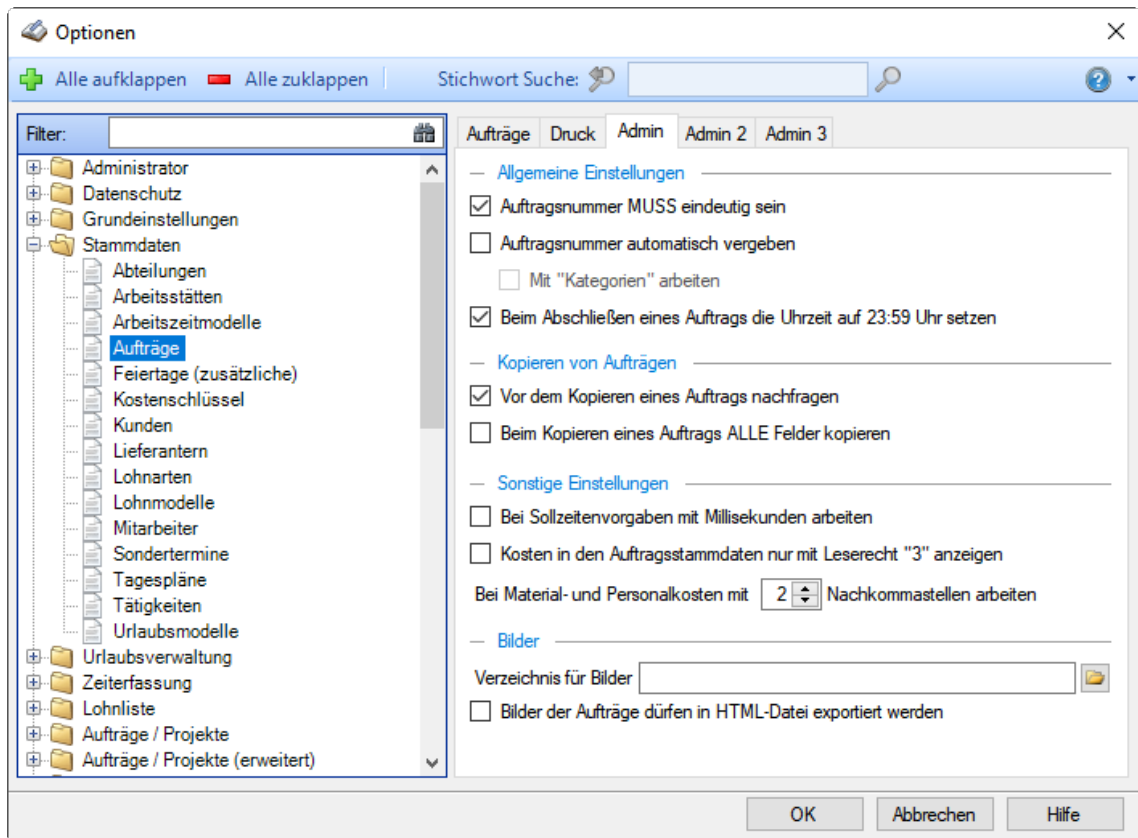 Optionen
Alle aufklappen Alle zuklappen Stichwort Suche:
Filter:
Administrator
Datenschutz
Grundeinstellungen
Stammdaten
Abteilungen
Arbeitsstätten
Arbeitszeitmodelle
Aufträge
Feiertage (zusätzliche)
Kostenschlüssel
Kunden
Lieferantern
Lohnarten
Lohnmodelle
Mitarbeiter
Sondertermine
Tagespläne
Tätigkeiten
Urlaubsmodelle
Urlaubsverwaltung
Zeiterfassung
Lohnliste
Aufträge / Projekte
Aufträge / Projekte (erweitert)
Aufträge Druck Admin Admin 2 Admin 3
Allgemeine Einstellungen
Auftragsnummer MUSS eindeutig sein
Auftragsnummer automatisch vergeben
Mit "Kategorien" arbeiten
Beim Abschließen eines Auftrags die Uhrzeit auf 23:59 Uhr setzen
Kopieren von Aufträgen
Vor dem Kopieren eines Auftrags nachfragen
Beim Kopieren eines Auftrags ALLE Felder kopieren
Sonstige Einstellungen
Bei Sollzeitenvorgaben mit Millisekunden arbeiten
Kosten in den Auftragsstammdaten nur mit Leserecht "3" anzeigen
Bei Material- und Personalkosten mit 2 Nachkommastellen arbeiten
Bilder
Verzeichnis für Bilder
Bilder der Aufträge dürfen in HTML-Datei exportiert werden
OK Abbrechen Hilfe